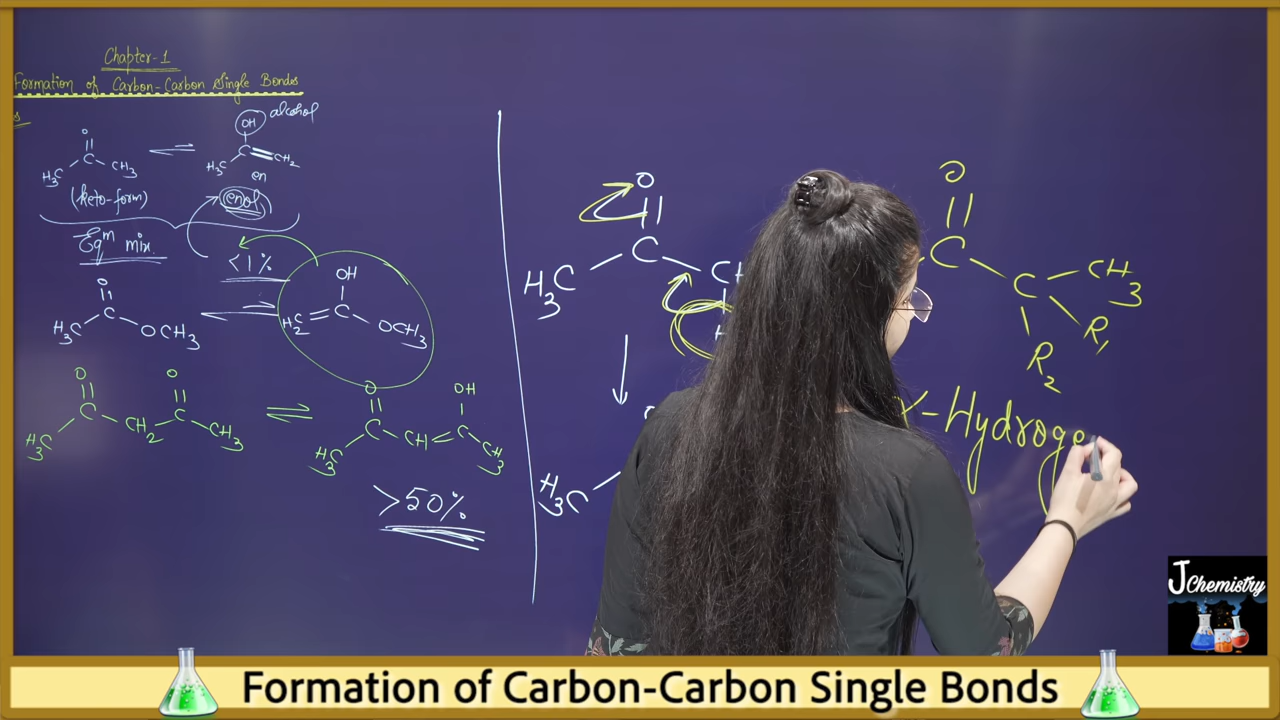 Chapter-1
Formation of Carbon-Carbon Single Bonds
s
O
H3C C CH3
(keto-form)
OH alcohol
H3C C CH2
en
enol
Eqm mix.
<1%
O
H3C C OCH3
OH
H2C C OCH3
O O
H3C C CH2 C CH3
O OH
H3C C CH C CH3
>50%
O
H3C C CH
H3C
O
C C CH3
R1
R2
-Hydroge
J Chemistry
Formation of Carbon-Carbon Single Bonds